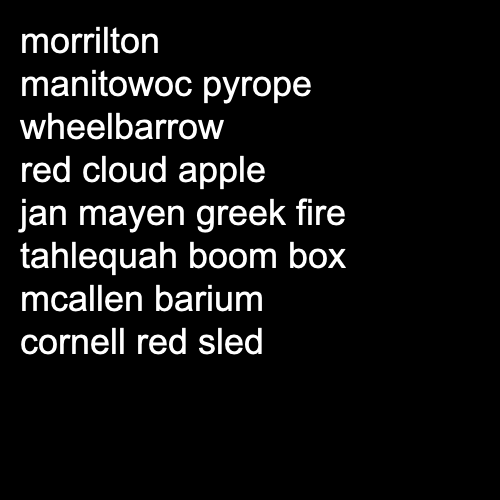 morrilton
manitowoc pyrope
wheelbarrow
red cloud apple
jan mayen greek fire
tahlequah boom box
mcallen barium
cornell red sled